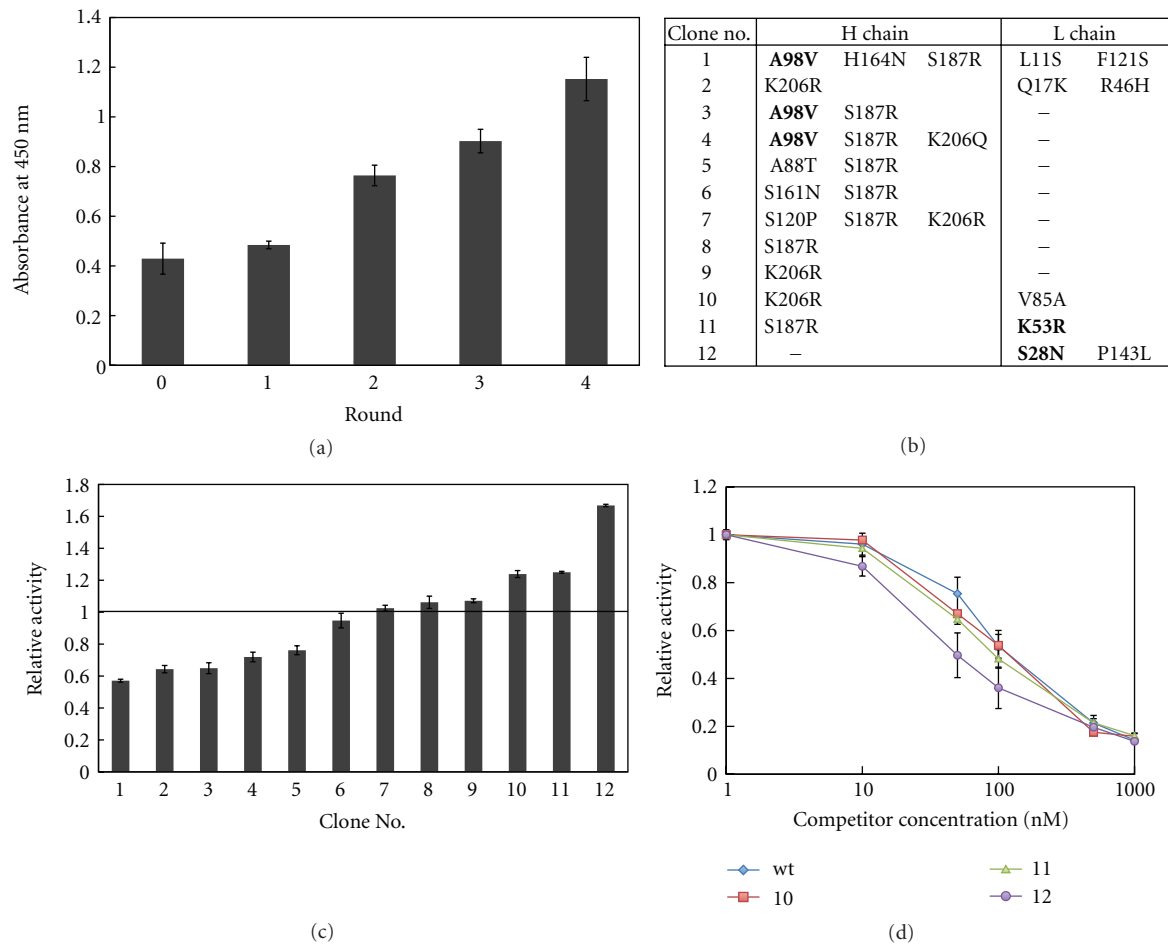 1.4
1.2
1
0.8
0.6
0.4
0.2
0
Absorbance at 450 nm
0 1 2 3 4
Round
(a)
Clone no. H chain L chain
1 A98V H164N S187R L11S F121S
2 K206R Q17K R46H
3 A98V S187R –
4 A98V S187R K206Q –
5 A88T S187R –
6 S161N S187R –
7 S120P S187R K206R –
8 S187R –
9 K206R –
10 K206R V85A
11 S187R K53R
12 – S28N P143L
(b)
1.8
1.6
1.4
1.2
1
0.8
0.6
0.4
0.2
0
Relative activity
1 2 3 4 5 6 7 8 9 10 11 12
Clone No.
(c)
1.2
1
0.8
0.6
0.4
0.2
0
Relative activity
1 10 100 1000
Competitor concentration (nM)
wt 11
10 12
(d)